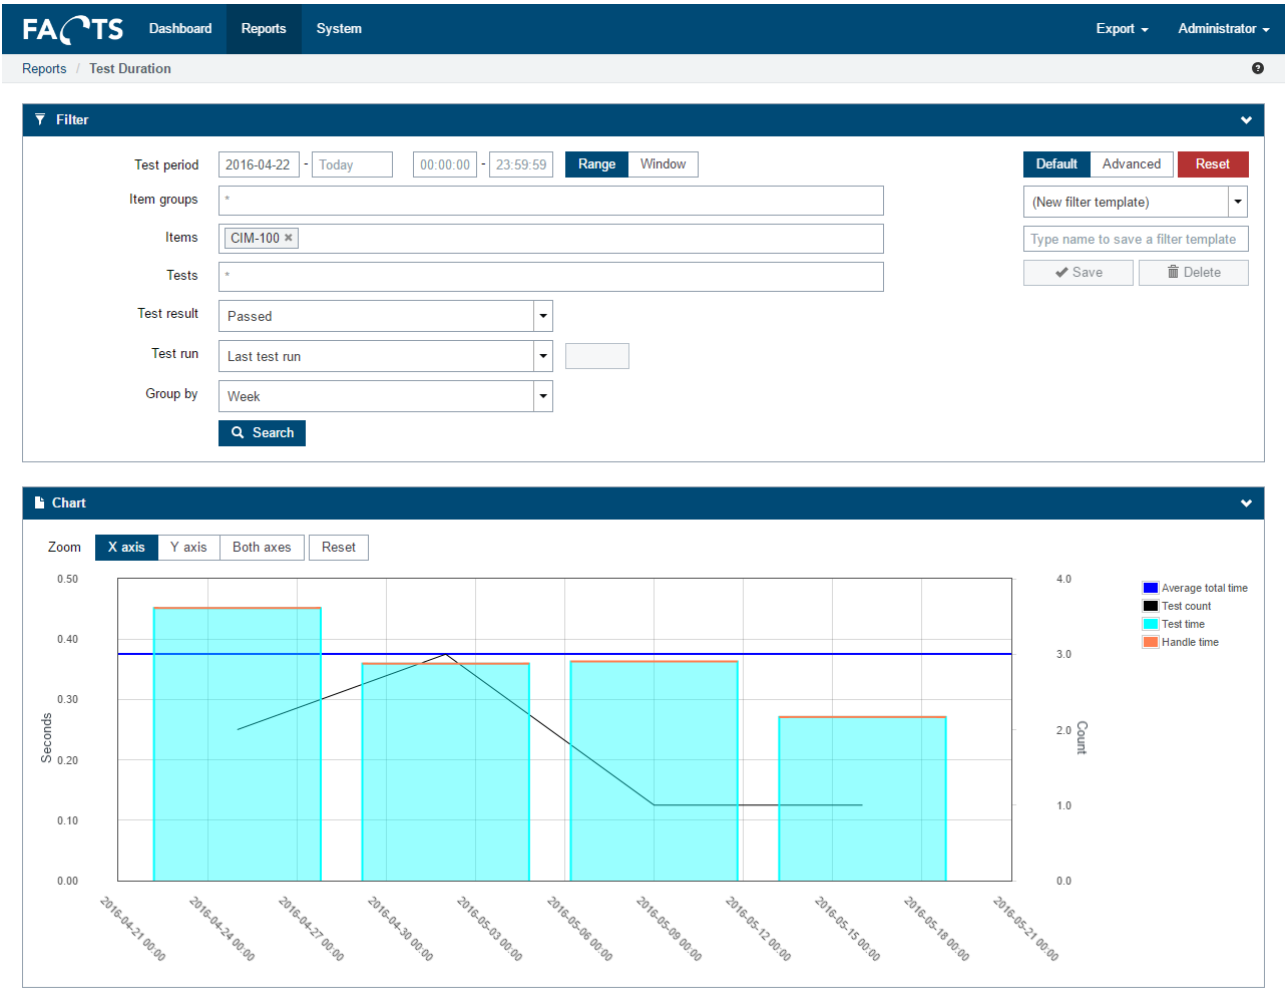 FACTS Dashboard Reports System Export Administrator
Reports / Test Duration
Filter
Test period 2016-04-22 - Today 00:00:00 - 23:59:59 Range Window Default Advanced Reset
Item groups * (New filter template)
Items CIM-100 × Type name to save a filter template
Tests * Save Delete
Test result Passed
Test run Last test run
Group by Week
Search
Chart
Zoom X axis Y axis Both axes Reset
0.50 4.0
Average total time
Test count
Test time
Handle time
0.40 3.0
0.30
Seconds
2.0
Count
0.20
0.10 1.0
0.00 0.0
2016-04-21 00:00
2016-04-24 00:00
2016-04-27 00:00
2016-04-30 00:00
2016-05-03 00:00
2016-05-06 00:00
2016-05-09 00:00
2016-05-12 00:00
2016-05-15 00:00
2016-05-18 00:00
2016-05-21 00:00